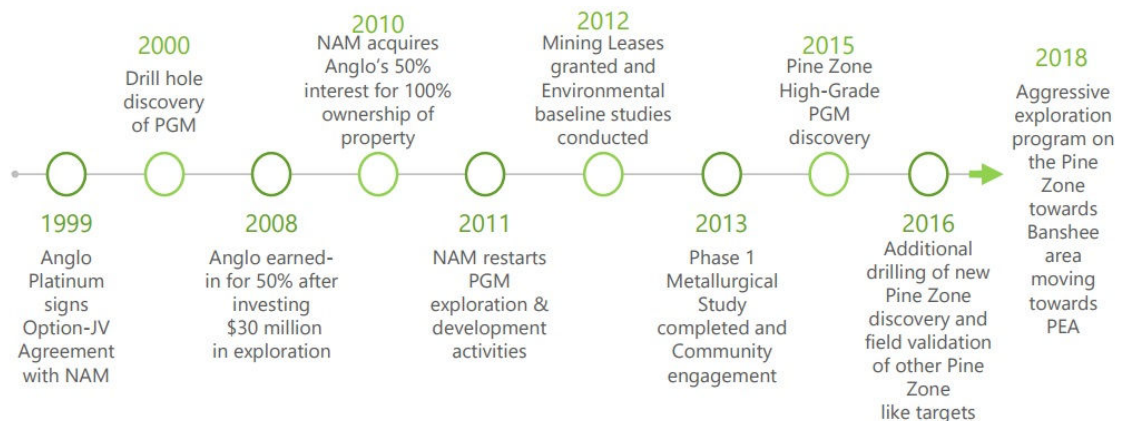 1999
Anglo
Platinum
signs
Option-JV
Agreement
with NAM
2000
Drill hole
discovery
of PGM
2008
Anglo earned-
in for 50% after
investing
$30 million
in exploration
2010
NAM acquires
Anglo's 50%
interest for 100%
ownership of
property
2011
NAM restarts
PGM
exploration &
development
activities
2012
Mining Leases
granted and
Environmental
baseline studies
conducted
2013
Phase 1
Metallurgical
Study
completed and
Community
engagement
2015
Pine Zone
High-Grade
PGM
discovery
2016
Additional
drilling of new
Pine Zone
discovery and
field validation
of other Pine
Zone
like targets
2018
Aggressive
exploration
program on
the Pine
Zone
towards
Banshee
area
moving
towards
PEA